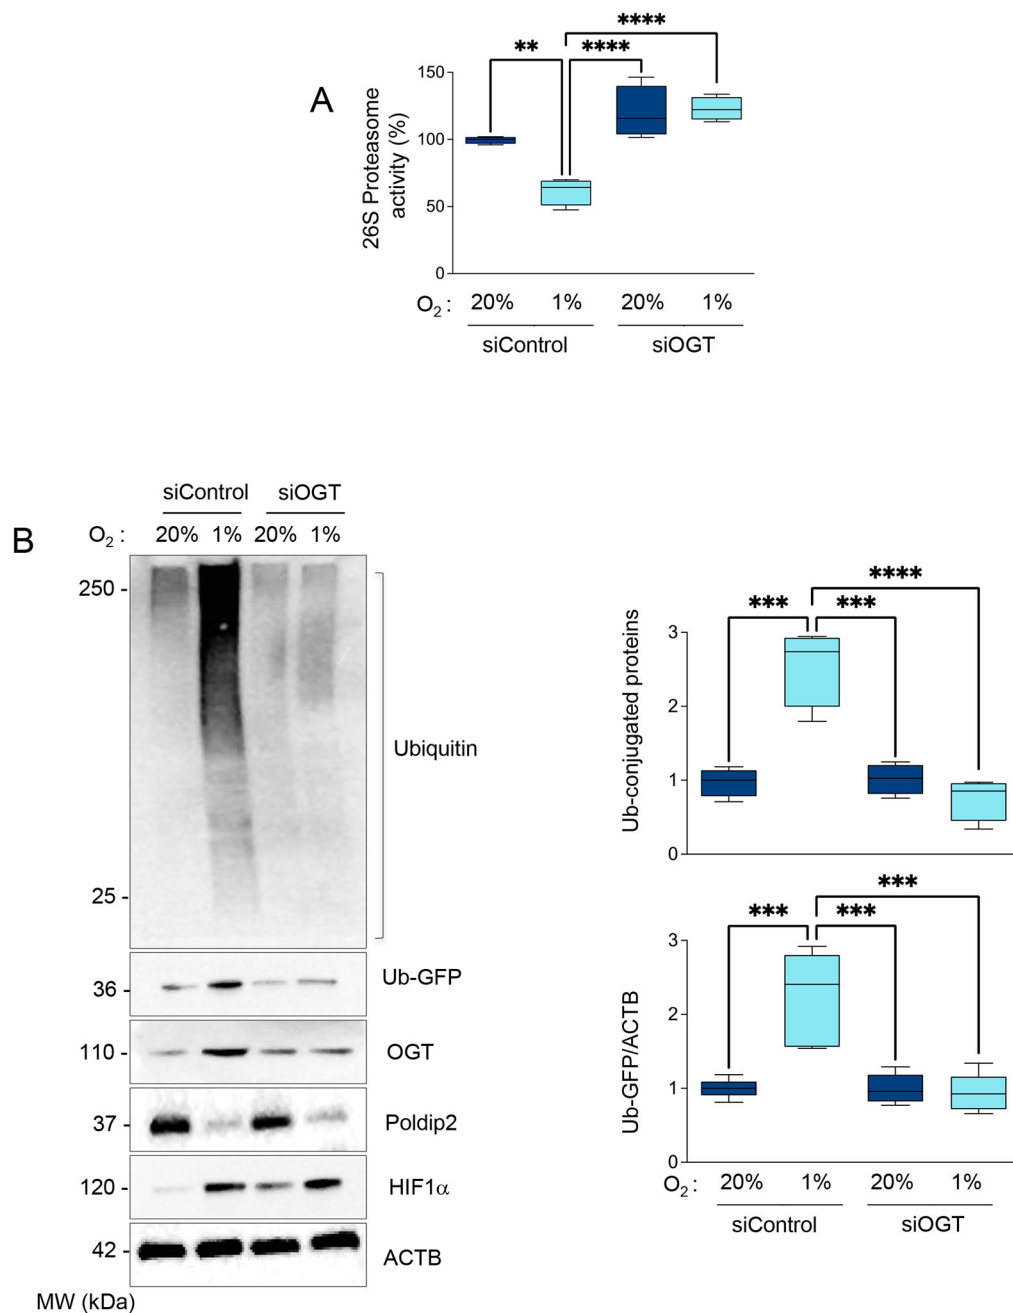 **** 
** ****
A
150
100
50
0
26S Proteasome
activity (%)
O2 : 20% 1% 20% 1%
siControl siOGT
B
siControl siOGT
O2 : 20% 1% 20% 1%
250 -
25 -
Ubiquitin
36 - Ub-GFP
110 - OGT
37 - Poldip2
120 - HIF1α
42 - ACTB
MW (kDa)
****
*** ***
3
2
1
0
Ub-conjugated proteins
***
*** ***
3
2
1
0
Ub-GFP/ACTB
O2 : 20% 1% 20% 1%
siControl siOGT